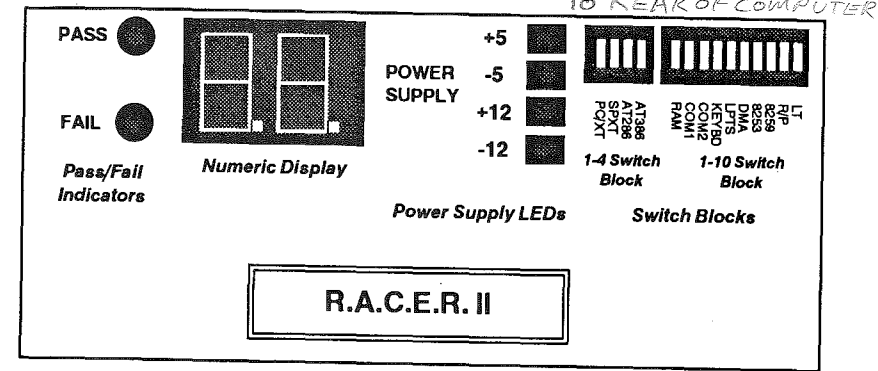 TO REAR OF COMPUTER
PASS
FAIL
Pass/Fail
Indicators
Numeric Display
POWER
SUPPLY
+5
-5
+12
-12
Power Supply LEDs
PC/XT
SPXT
AT286
AT386
1-4 Switch
Block
RAM
COM1
COM2
KEYBD
LPTS
DMA
8253
8259
R/P
LT
1-10 Switch
Block
Switch Blocks
R.A.C.E.R. II